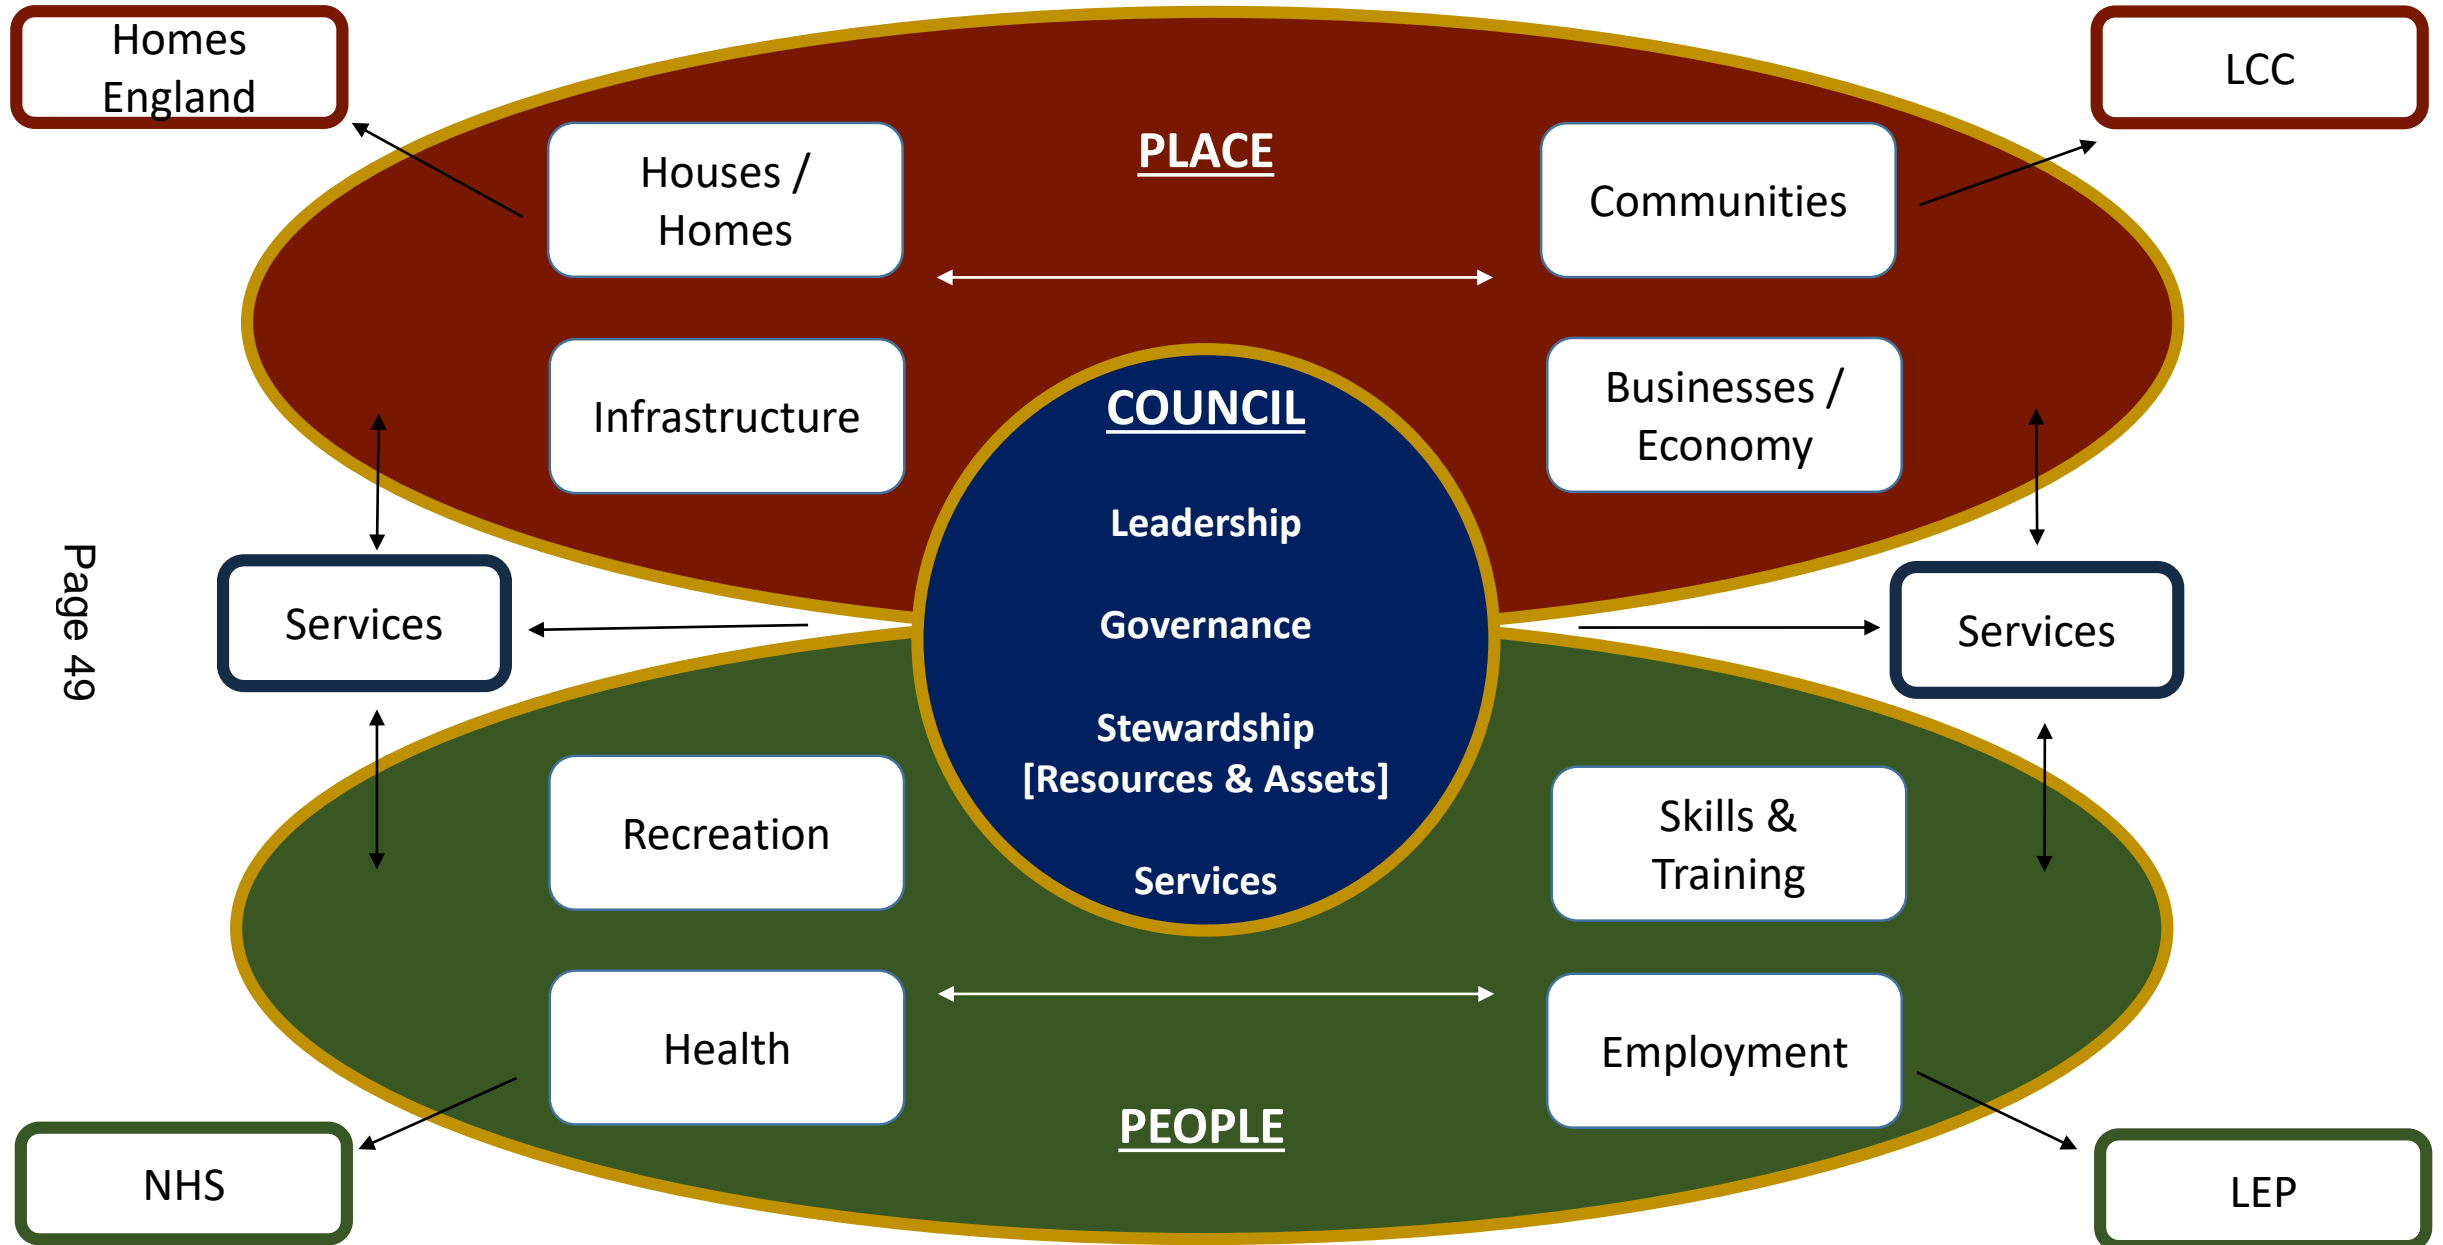 Homes
England
LCC
PLACE
Houses /
Homes
Communities
Infrastructure
Businesses /
Economy
COUNCIL
Leadership
Governance
Stewardship
[Resources & Assets]
Services
Services
Services
Page 49
Recreation
Skills &
Training
Health
Employment
PEOPLE
NHS
LEP